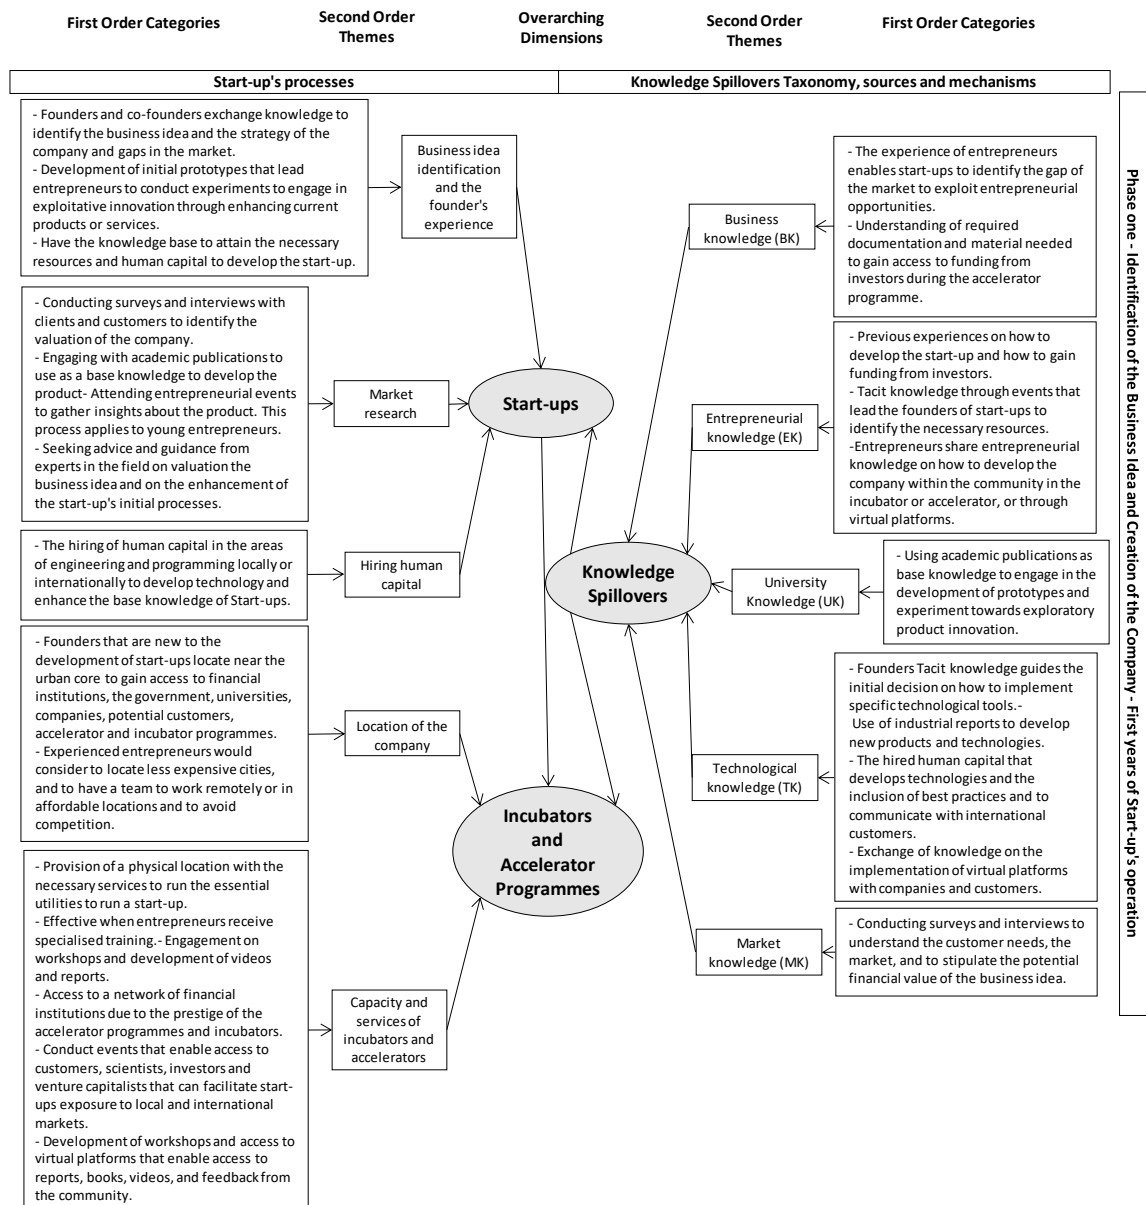 First Order Categories
Second Order
Themes
Overarching
Dimensions
Second Order
Themes
First Order Categories
Start-up's processes
Knowledge Spillovers Taxonomy, sources and mechanisms
- Founders and co-founders exchange knowledge to
identify the business idea and the strategy of the
company and gaps in the market.
- Development of initial prototypes that lead
entrepreneurs to conduct experiments to engage in
exploitative innovation through enhancing current
products or services.
- Have the knowledge base to attain the necessary
resources and human capital to develop the start-up.
Business idea
identification
and the
founder's
experience
- Conducting surveys and interviews with
clients and customers to identify the
valuation of the company.
- Engaging with academic publications to
use as a base knowledge to develop the
product- Attending entrepreneurial events
to gather insights about the product. This
process applies to young entrepreneurs.
- Seeking advice and guidance from
experts in the field on valuation the
business idea and on the enhancement of
the start-up's initial processes.
Market
research
- The hiring of human capital in the areas
of engineering and programming locally or
internationally to develop technology and
enhance the base knowledge of Start-ups.
Hiring human
capital
- Founders that are new to the
development of start-ups locate near the
urban core to gain access to financial
institutions, the government, universities,
companies, potential customers,
accelerator and incubator programmes.
- Experienced entrepreneurs would
consider to locate less expensive cities,
and to have a team to work remotely or in
affordable locations and to avoid
competition.
Location of the
company
- Provision of a physical location with the
necessary services to run the essential
utilities to run a start-up.
- Effective when entrepreneurs receive
specialised training.- Engagement on
workshops and development of videos
and reports.
- Access to a network of financial
institutions due to the prestige of the
accelerator programmes and incubators.
- Conduct events that enable access to
customers, scientists, investors and
venture capitalists that can facilitate start-
ups exposure to local and international
markets.
- Development of workshops and access to
virtual platforms that enable access to
reports, books, videos, and feedback from
the community.
Capacity and
services of
incubators and
accelerators
Start-ups
Knowledge
Spillovers
Incubators
and
Accelerator
Programmes
Business
knowledge (BK)
- The experience of entrepreneurs
enables start-ups to identify the gap of
the market to exploit entrepreneurial
opportunities.
- Understanding of required
documentation and material needed
to gain access to funding from
investors during the accelerator
programme.
Entrepreneurial
knowledge (EK)
- Previous experiences on how to
develop the start-up and how to gain
funding from investors.
- Tacit knowledge through events that
lead the founders of start-ups to
identify the necessary resources.
-Entrepreneurs share entrepreneurial
knowledge on how to develop the
company within the community in the
incubator or accelerator, or through
virtual platforms.
University
Knowledge (UK)
- Using academic publications as
base knowledge to engage in the
development of prototypes and
experiment towards exploratory
product innovation.
Technological
knowledge (TK)
- Founders Tacit knowledge guides the
initial decision on how to implement
specific technological tools.-
Use of industrial reports to develop
new products and technologies.
- The hired human capital that
develops technologies and the
inclusion of best practices and to
communicate with international
customers.
- Exchange of knowledge on the
implementation of virtual platforms
with companies and customers.
Market
knowledge (MK)
- Conducting surveys and interviews to
understand the customer needs, the
market, and to stipulate the potential
financial value of the business idea.
Phase one - Identification of the Business Idea and Creation of the Company - First years of Start-up's operation